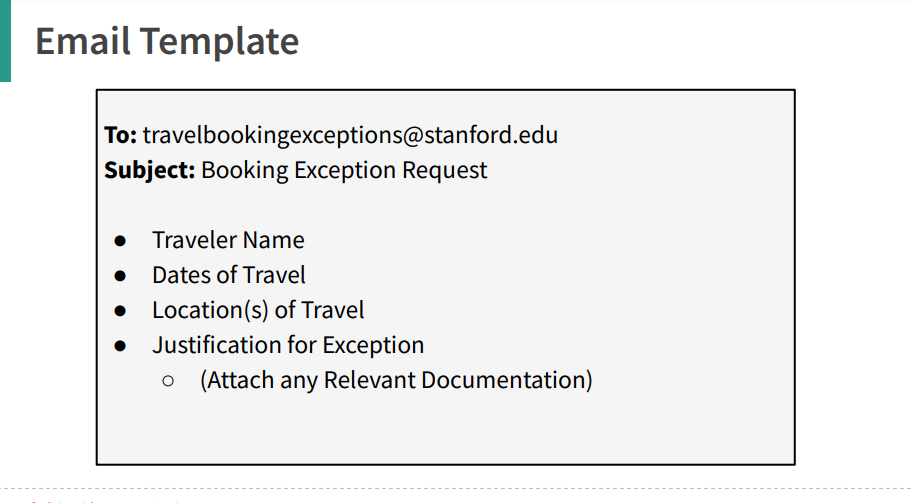 Email Template
To: travelbookingexceptions@stanford.edu
Subject: Booking Exception Request
● Traveler Name
● Dates of Travel
● Location(s) of Travel
● Justification for Exception
○ (Attach any Relevant Documentation)